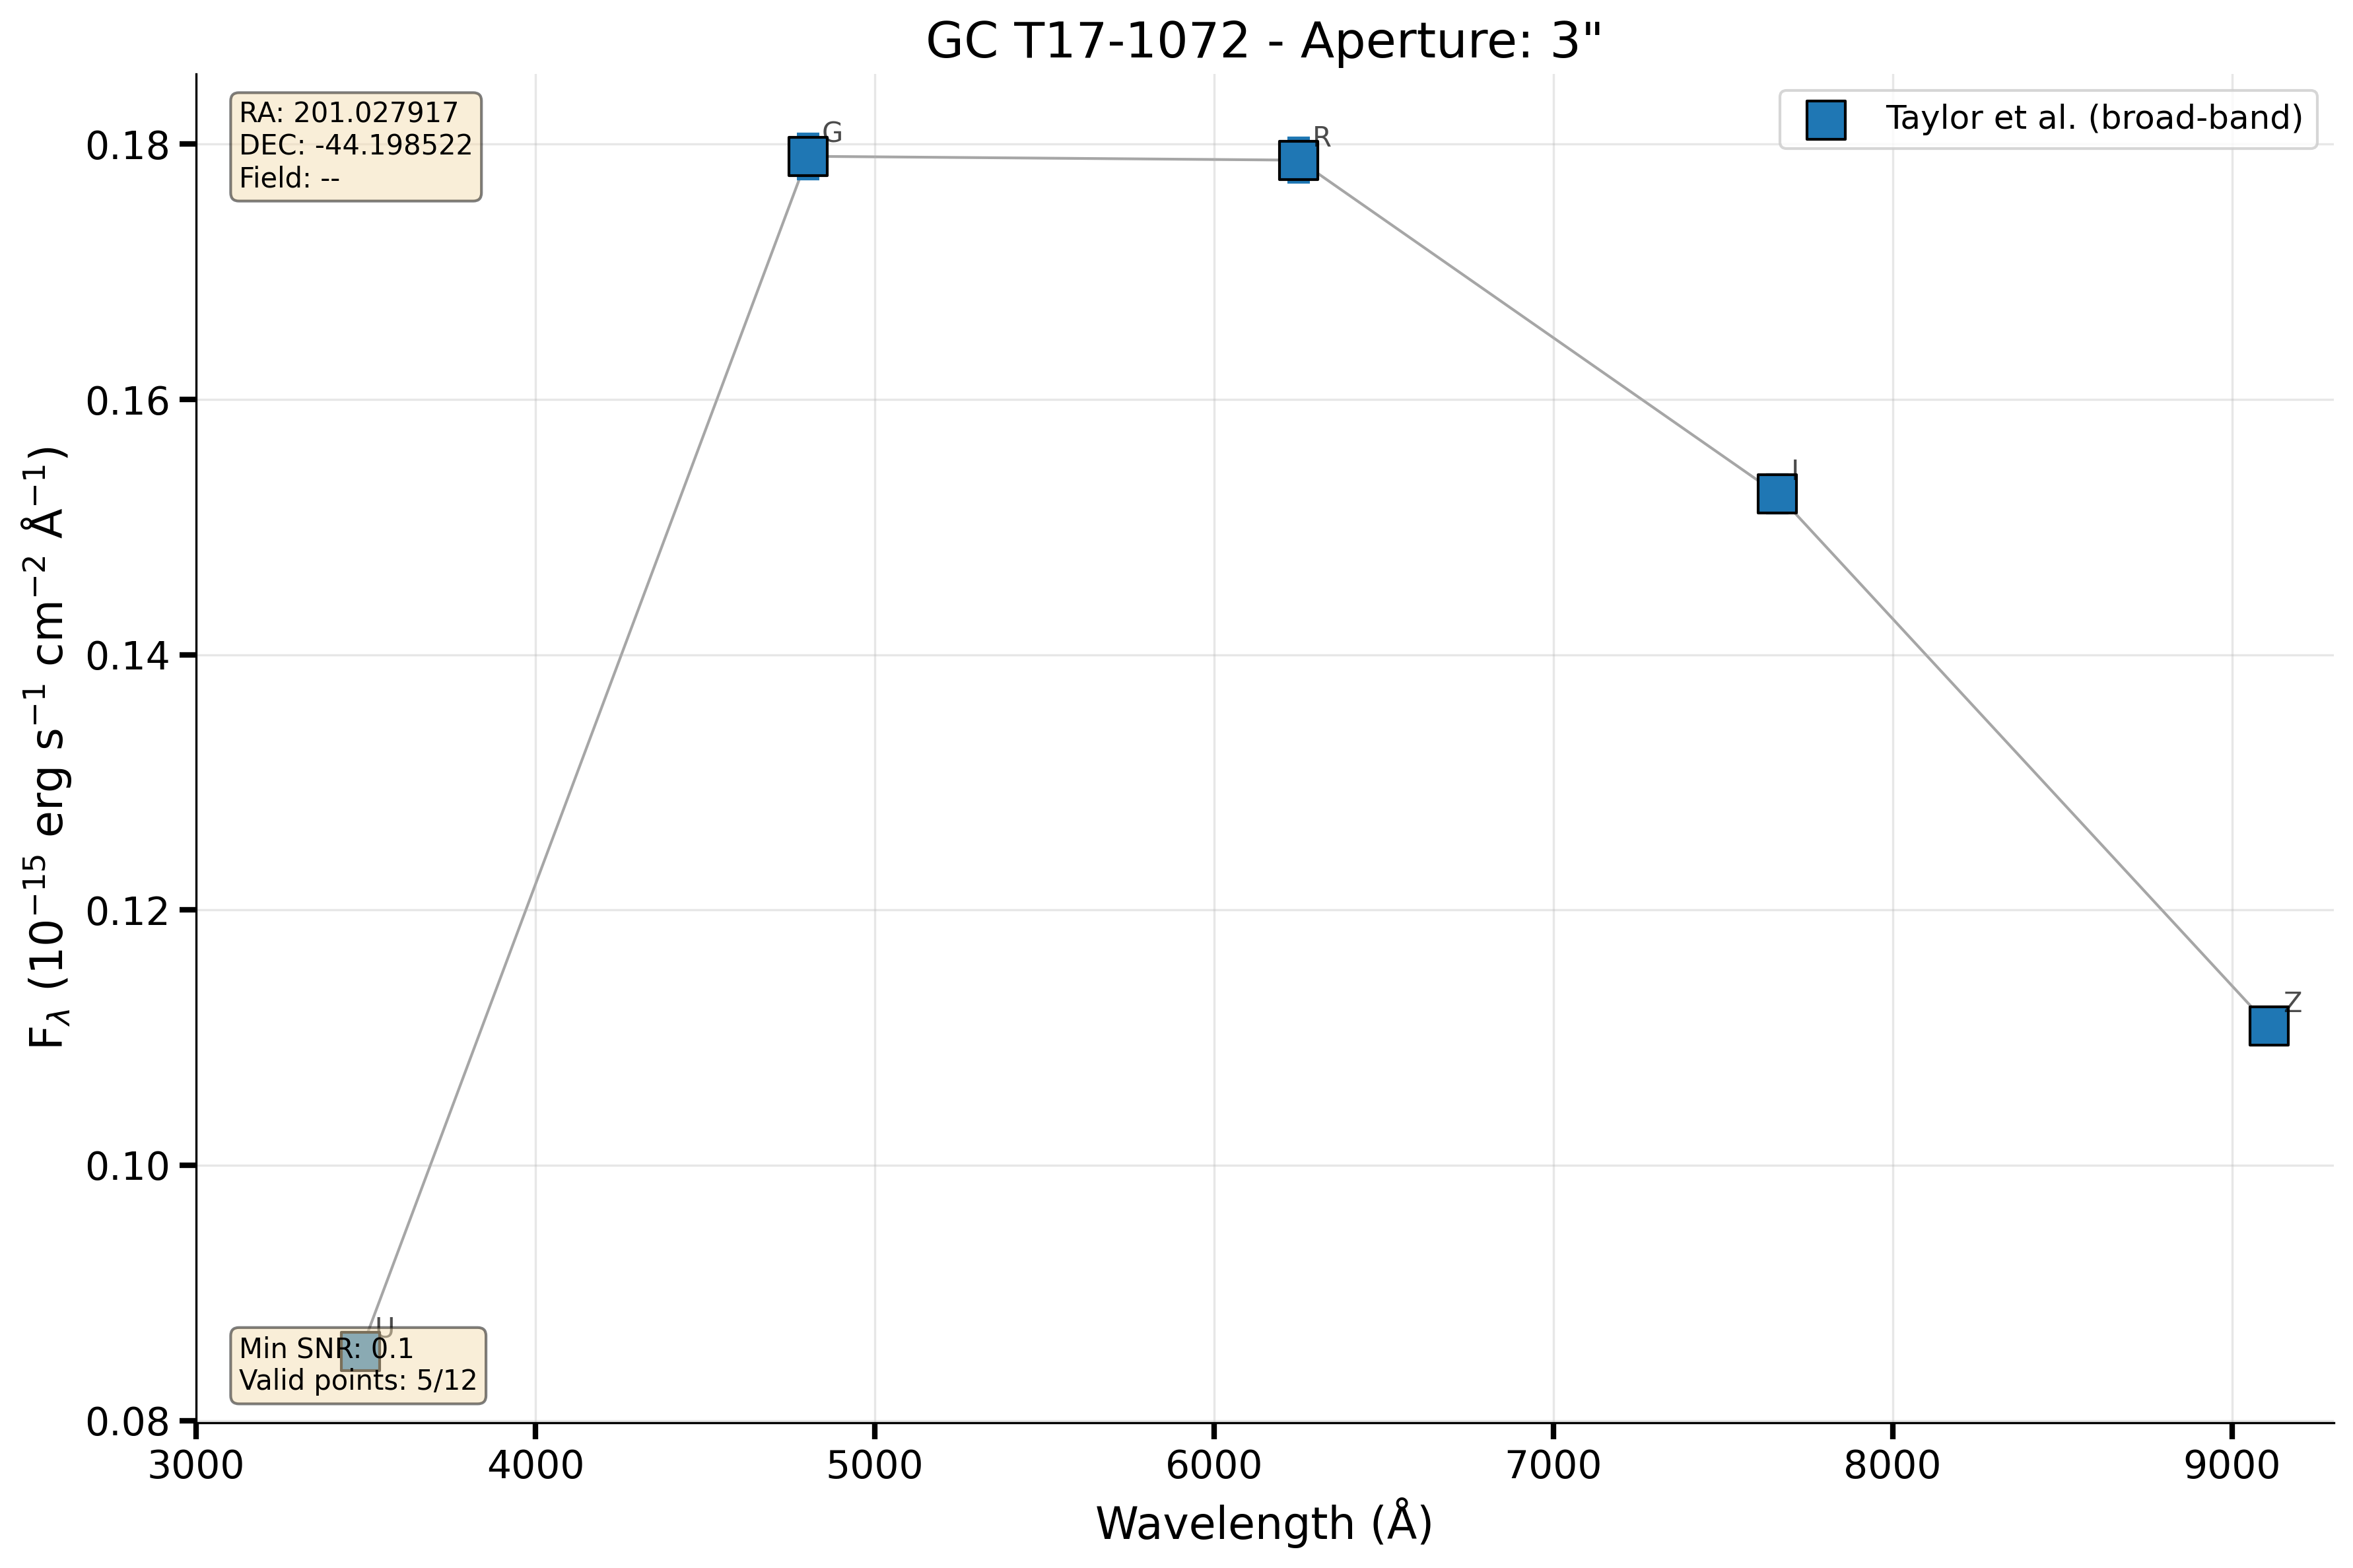 GC T17-1072 - Aperture: 3"
RA: 201.027917
DEC: -44.198522
Field: --
Taylor et al. (broad-band)
G
R
I
Z
U
Min SNR: 0.1
Valid points: 5/12
0.18
0.16
0.14
0.12
0.10
0.08
F_λ (10⁻¹⁵ erg s⁻¹ cm⁻² Å⁻¹)
3000 4000 5000 6000 7000 8000 9000
Wavelength (Å)